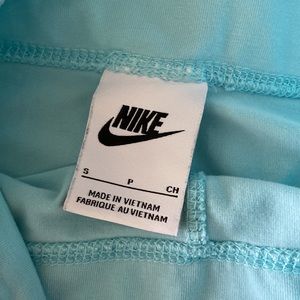 NIKE
S P CH
MADE IN VIETNAM
FABRIQUE AU VIETNAM